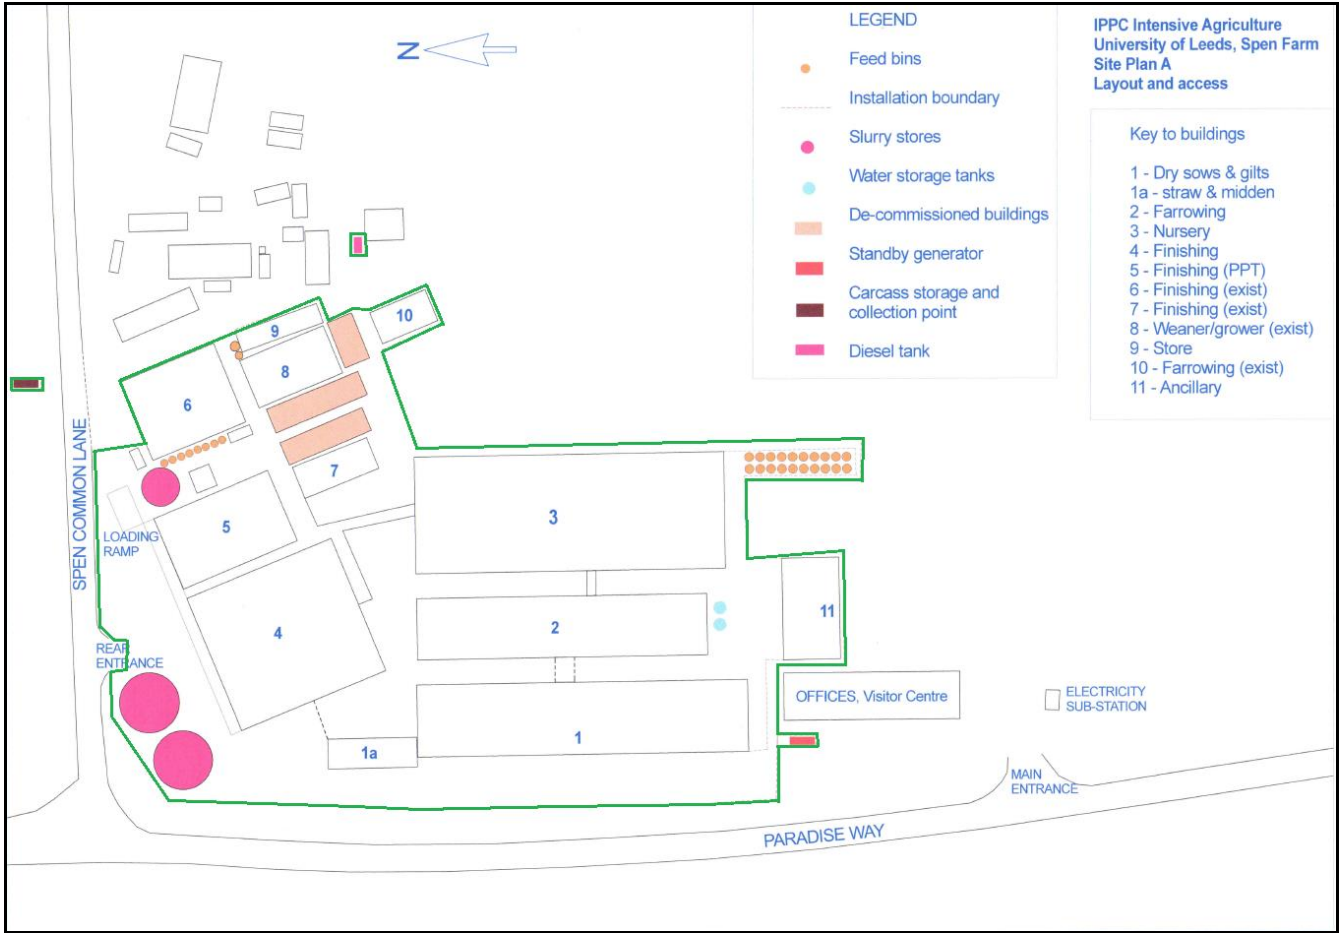 N
LEGEND
Feed bins
Installation boundary
Slurry stores
Water storage tanks
De-commissioned buildings
Standby generator
Carcass storage and
collection point
Diesel tank
IPPC Intensive Agriculture
University of Leeds, Spen Farm
Site Plan A
Layout and access
Key to buildings
1 - Dry sows & gilts
1a - straw & midden
2 - Farrowing
3 - Nursery
4 - Finishing
5 - Finishing (PPT)
6 - Finishing (exist)
7 - Finishing (exist)
8 - Weaner/grower (exist)
9 - Store
10 - Farrowing (exist)
11 - Ancillary
10
9
8
6
7
5
3
SPEN COMMON LANE
LOADING
RAMP
4
2
11
REAR
ENTRANCE
OFFICES, Visitor Centre
ELECTRICITY
SUB-STATION
1
1a
MAIN
ENTRANCE
PARADISE WAY